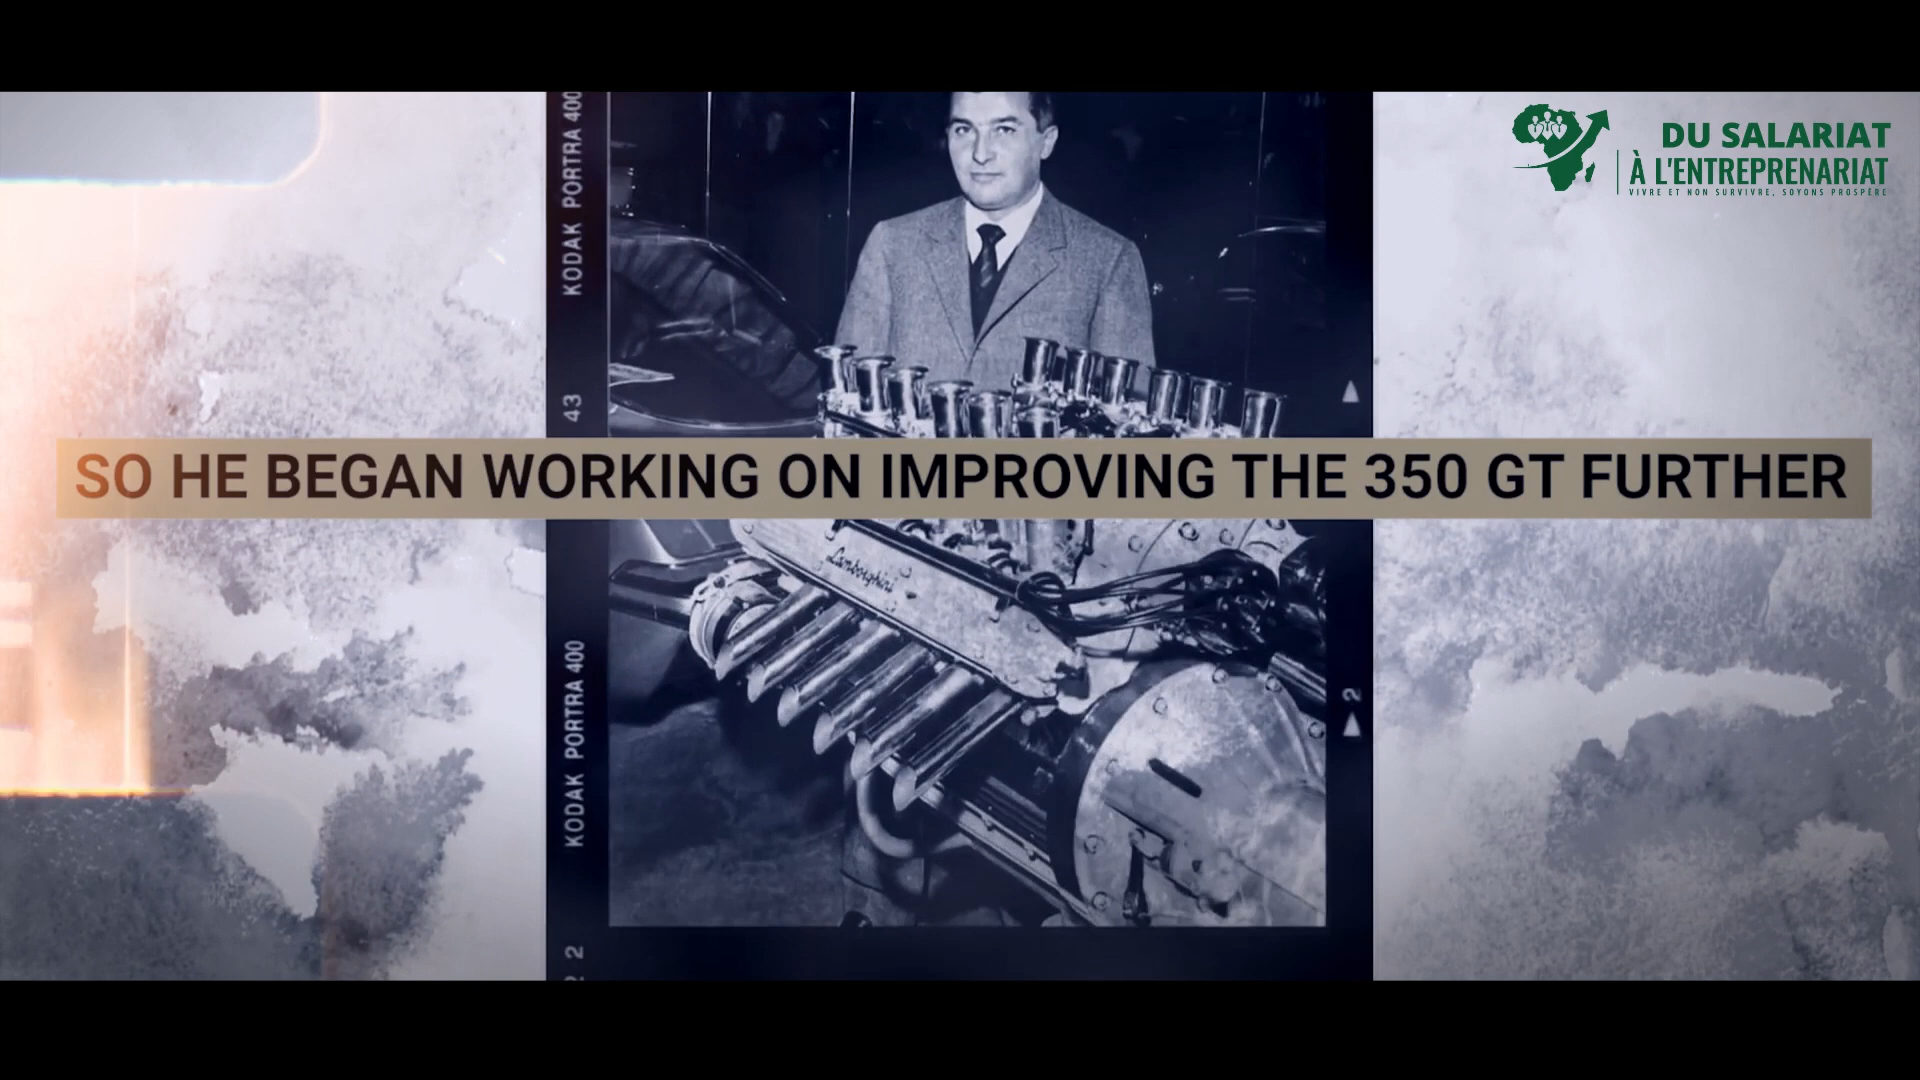 KODAK PORTRA 400
DU SALARIAT
À L'ENTREPRENARIAT
VIVRE ET NON SURVIVRE, SOYONS PROSPÈRE
43
SO HE BEGAN WORKING ON IMPROVING THE 350 GT FURTHER
Lamborghini
KODAK PORTRA 400
2
2